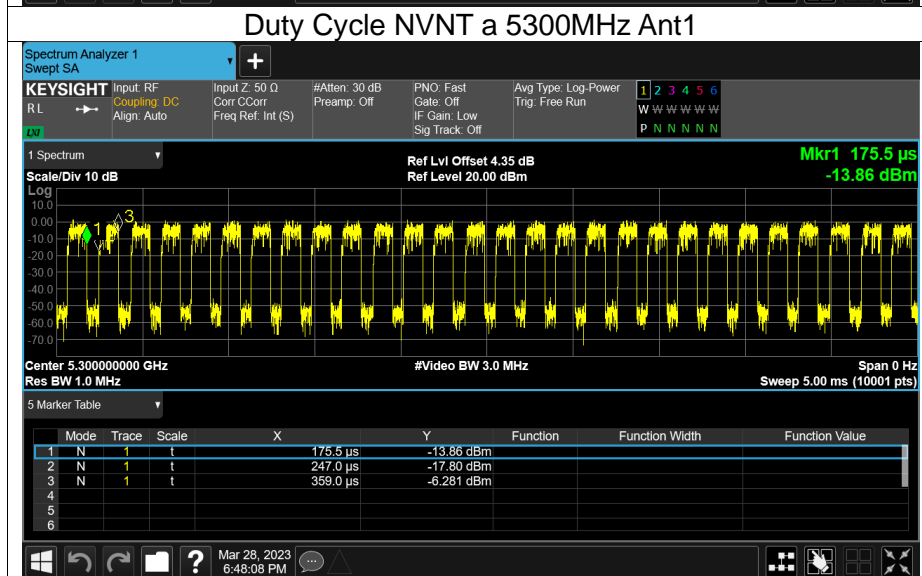 Duty Cycle NVNT a 5300MHz Ant1
Spectrum Analyzer 1
Swept SA
+
KEYSIGHT
RL
LXI
Input: RF
Coupling: DC
Align: Auto
Input Z: 50 Ω
Corr CCorr
Freq Ref: Int (S)
#Atten: 30 dB
Preamp: Off
PNO: Fast
Gate: Off
IF Gain: Low
Sig Track: Off
Avg Type: Log-Power
Trig: Free Run
1 2 3 4 5 6
W W W W W W
P N N N N N
1 Spectrum
Scale/Div 10 dB
Ref Lvl Offset 4.35 dB
Ref Level 20.00 dBm
Mkr1 175.5 µs
-13.86 dBm
Log
10.0
0.00
-10.0
-20.0
-30.0
-40.0
-50.0
-60.0
-70.0
1
3
Center 5.300000000 GHz
Res BW 1.0 MHz
#Video BW 3.0 MHz
Span 0 Hz
Sweep 5.00 ms (10001 pts)
5 Marker Table
Mode Trace Scale X Y Function Function Width Function Value
1 N 1 t 175.5 µs -13.86 dBm
2 N 1 t 247.0 µs -17.80 dBm
3 N 1 t 359.0 µs -6.281 dBm
4
5
6
?
Mar 28, 2023
6:48:08 PM